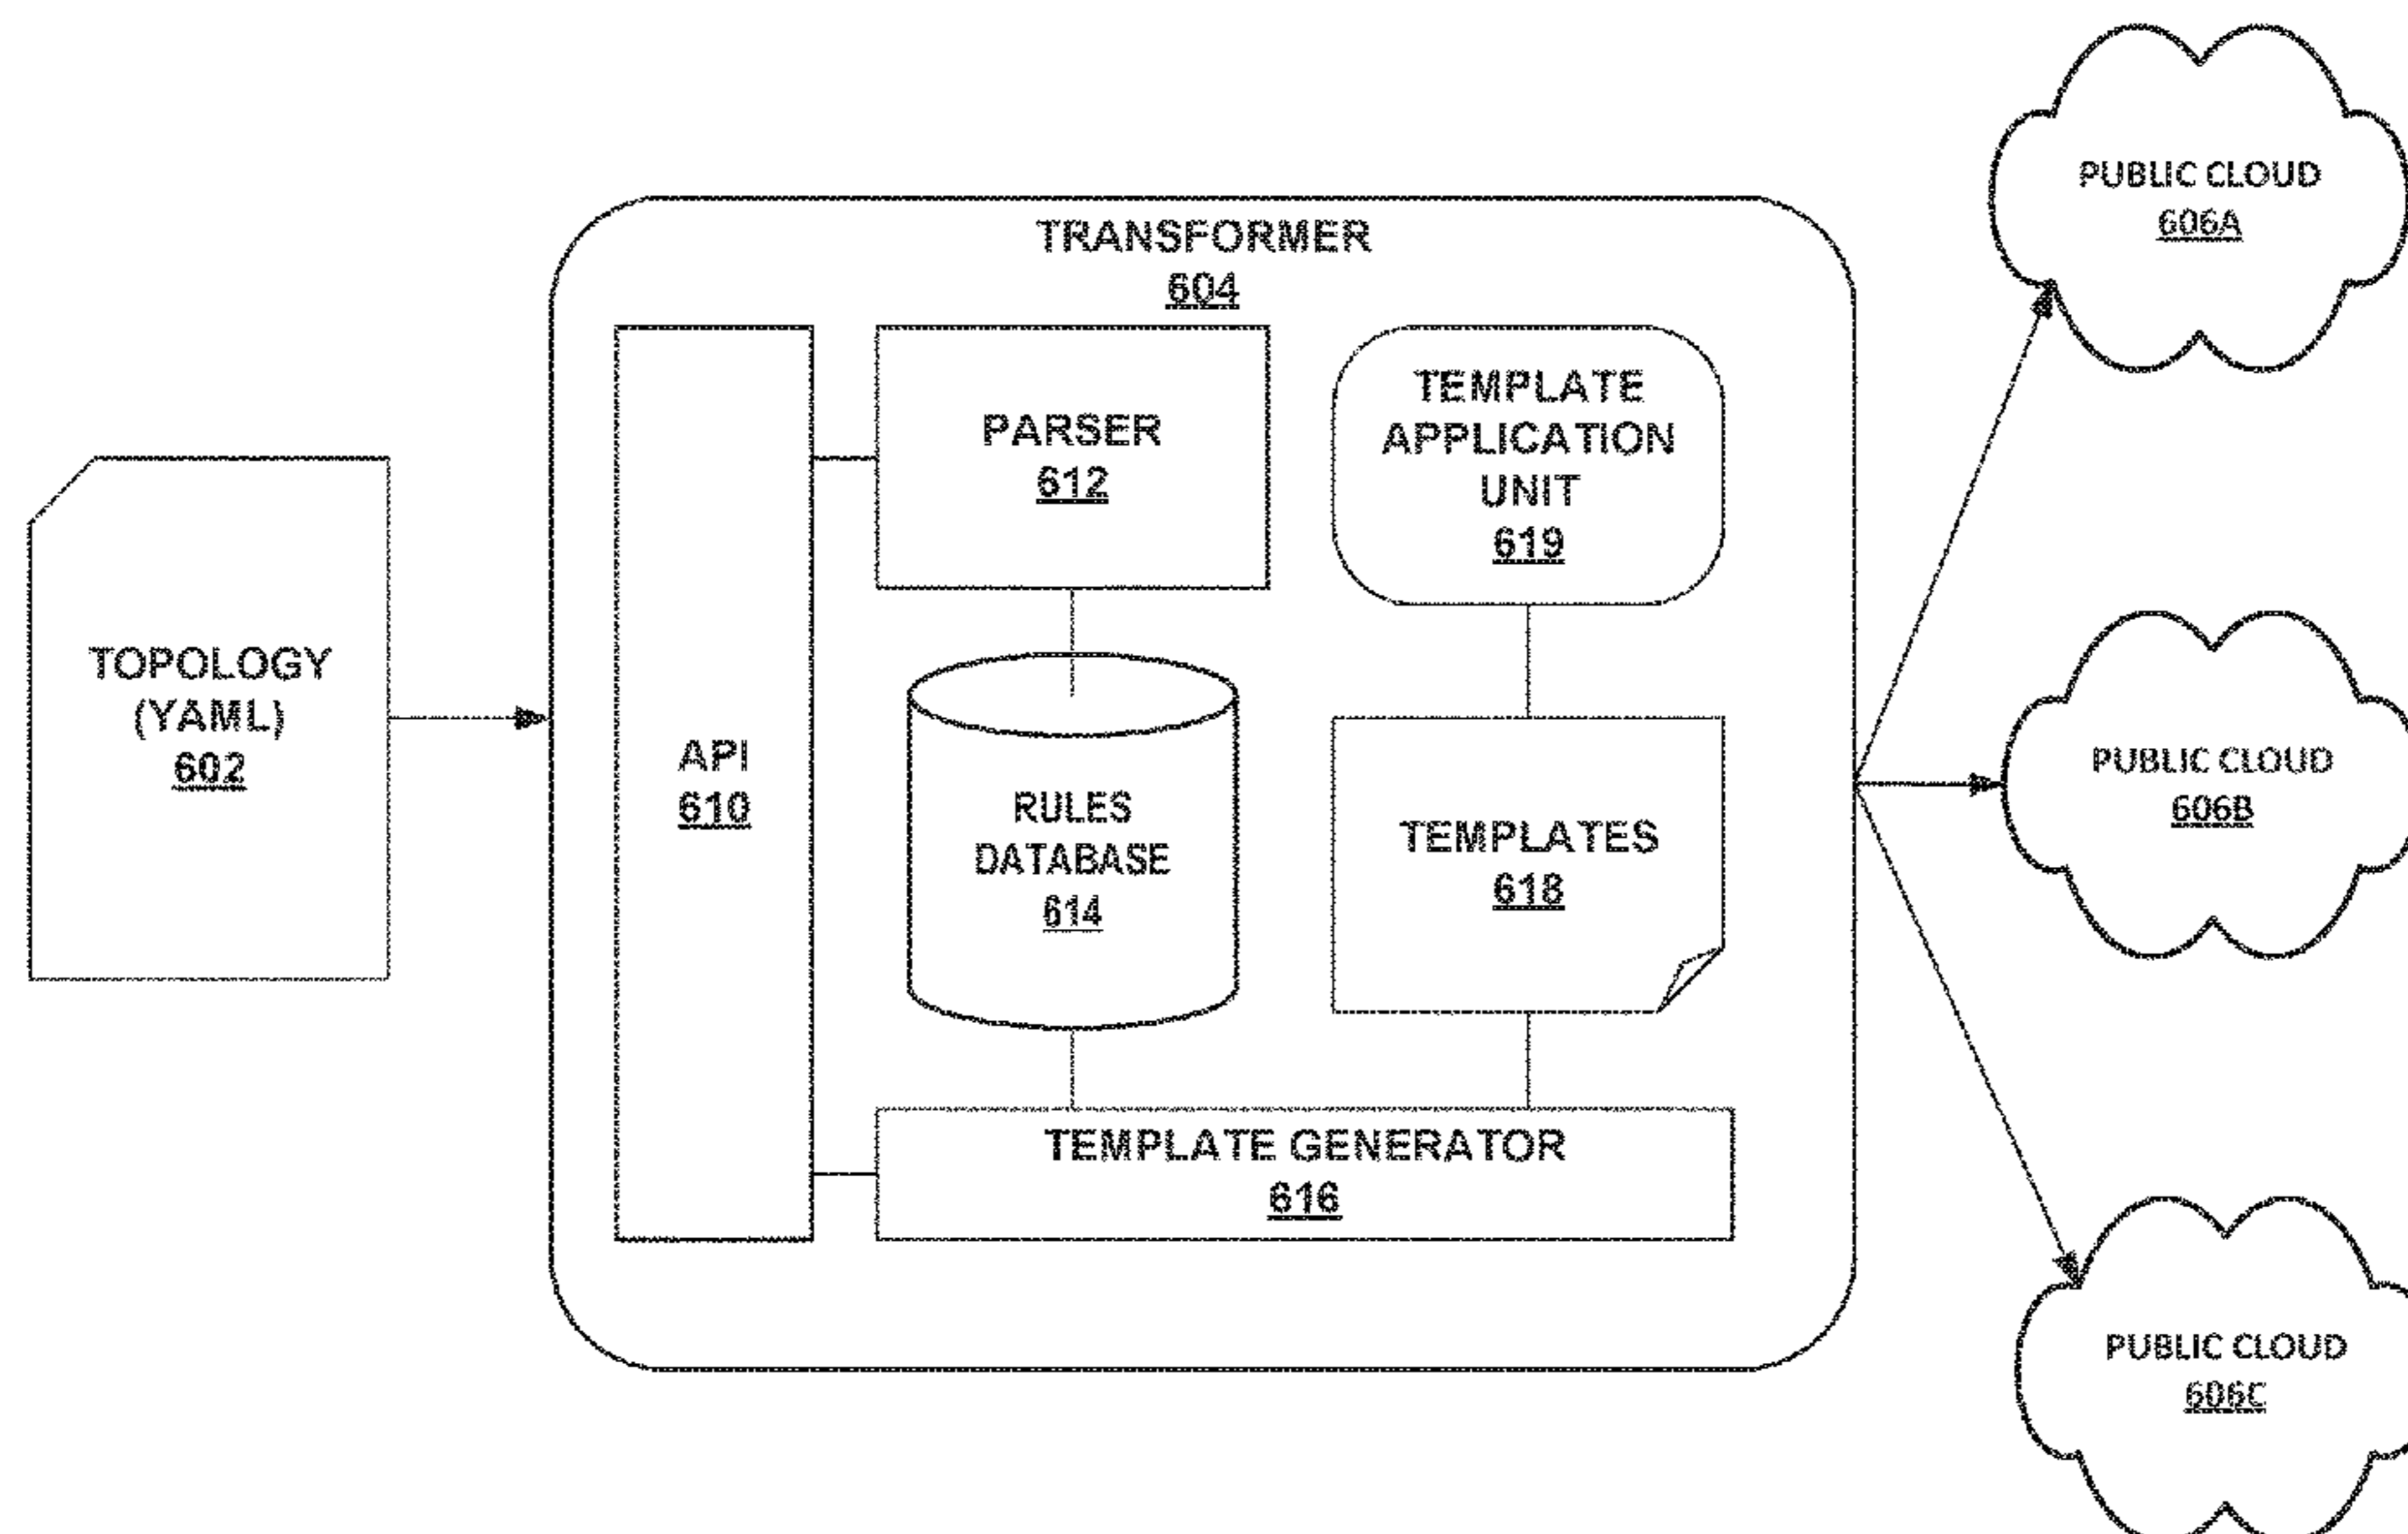 PUBLIC CLOUD
606A
TRANSFORMER
604
PARSER
612
TEMPLATE
APPLICATION
UNIT
619
TOPOLOGY
(YAML)
602
API
610
RULES
DATABASE
614
TEMPLATES
618
PUBLIC CLOUD
606B
TEMPLATE GENERATOR
616
PUBLIC CLOUD
606C